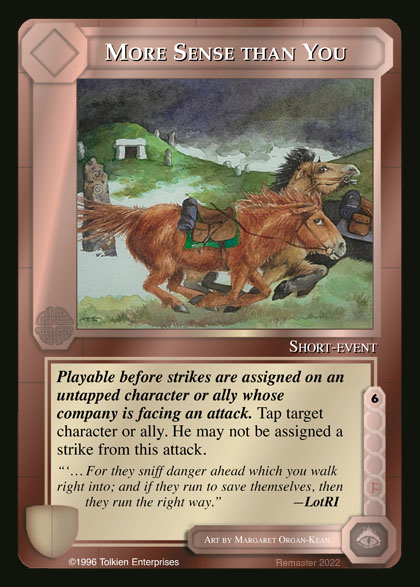 More Sense than You
Short-event
Playable before strikes are assigned on an
untapped character or ally whose
company is facing an attack. Tap target
character or ally. He may not be assigned a
strike from this attack.
“‘… For they sniff danger ahead which you walk
right into; and if they run to save themselves, then
they run the right way.” –LotRI
6
R
Art by Margaret Organ-Kean
©1996 Tolkien Enterprises
Remaster 2022